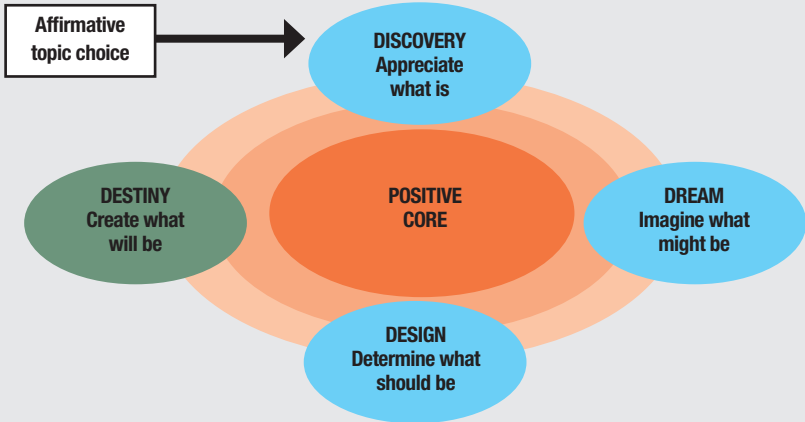 Affirmative
topic choice
DISCOVERY
Appreciate
what is
DESTINY
Create what
will be
POSITIVE
CORE
DREAM
Imagine what
might be
DESIGN
Determine what
should be